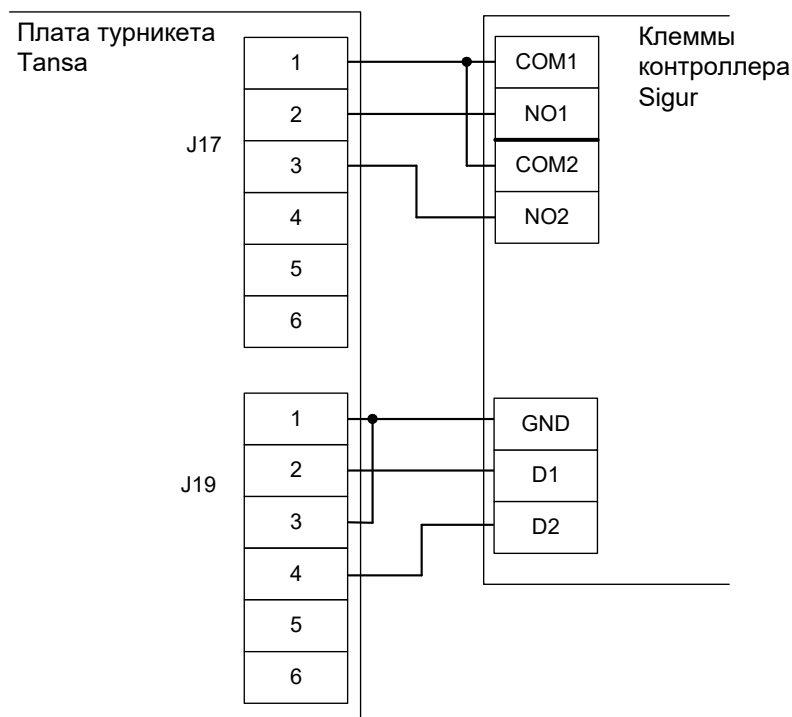 Плата турникета
Tansa
Клеммы
контроллера
Sigur
J17
1
2
3
4
5
6
COM1
NO1
COM2
NO2
J19
1
2
3
4
5
6
GND
D1
D2